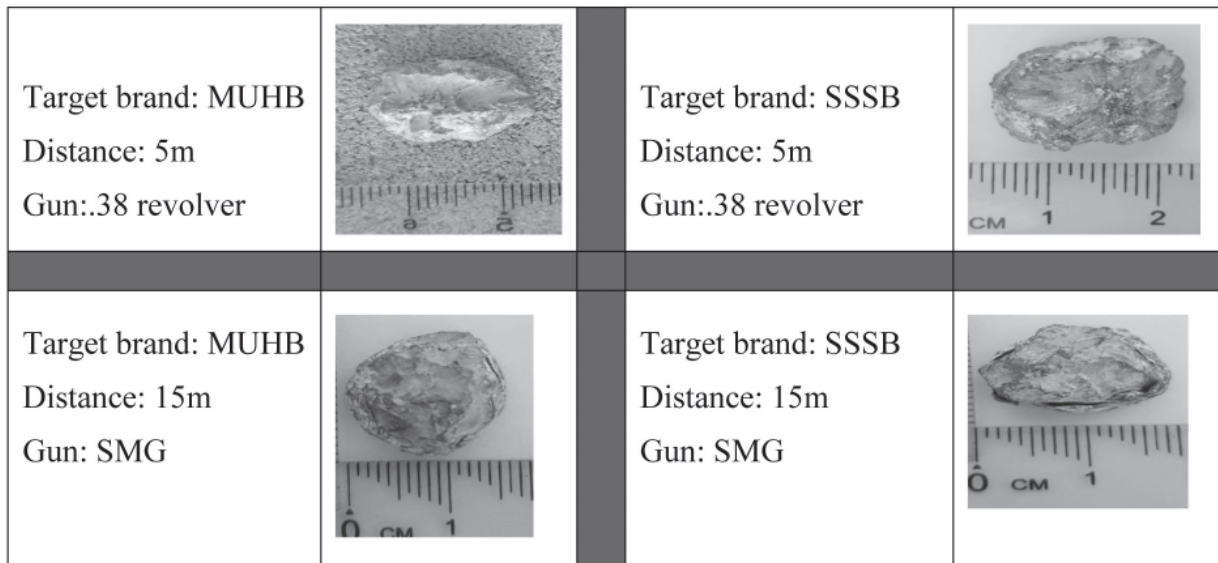 Target brand: MUHB
Distance: 5m
Gun:.38 revolver
CM 1 2
Target brand: SSSB
Distance: 5m
Gun:.38 revolver
Target brand: MUHB
Distance: 15m
Gun: SMG
0 CM 1
Target brand: SSSB
Distance: 15m
Gun: SMG
0 CM 1